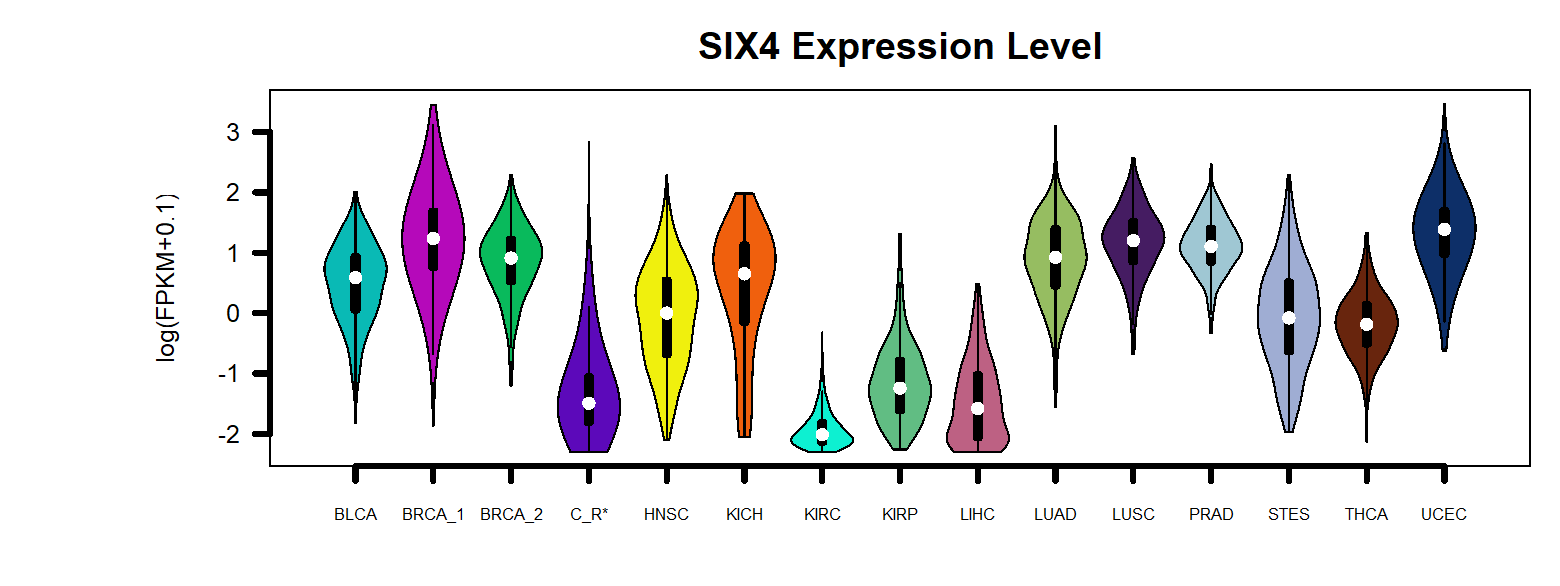 SIX4 Expression Level
log(FPKM+0.1)
3
2
1
0
-1
-2
BLCA BRCA_1 BRCA_2 C_R* HNSC KICH KIRC KIRP LIHC LUAD LUSC PRAD STES THCA UCEC